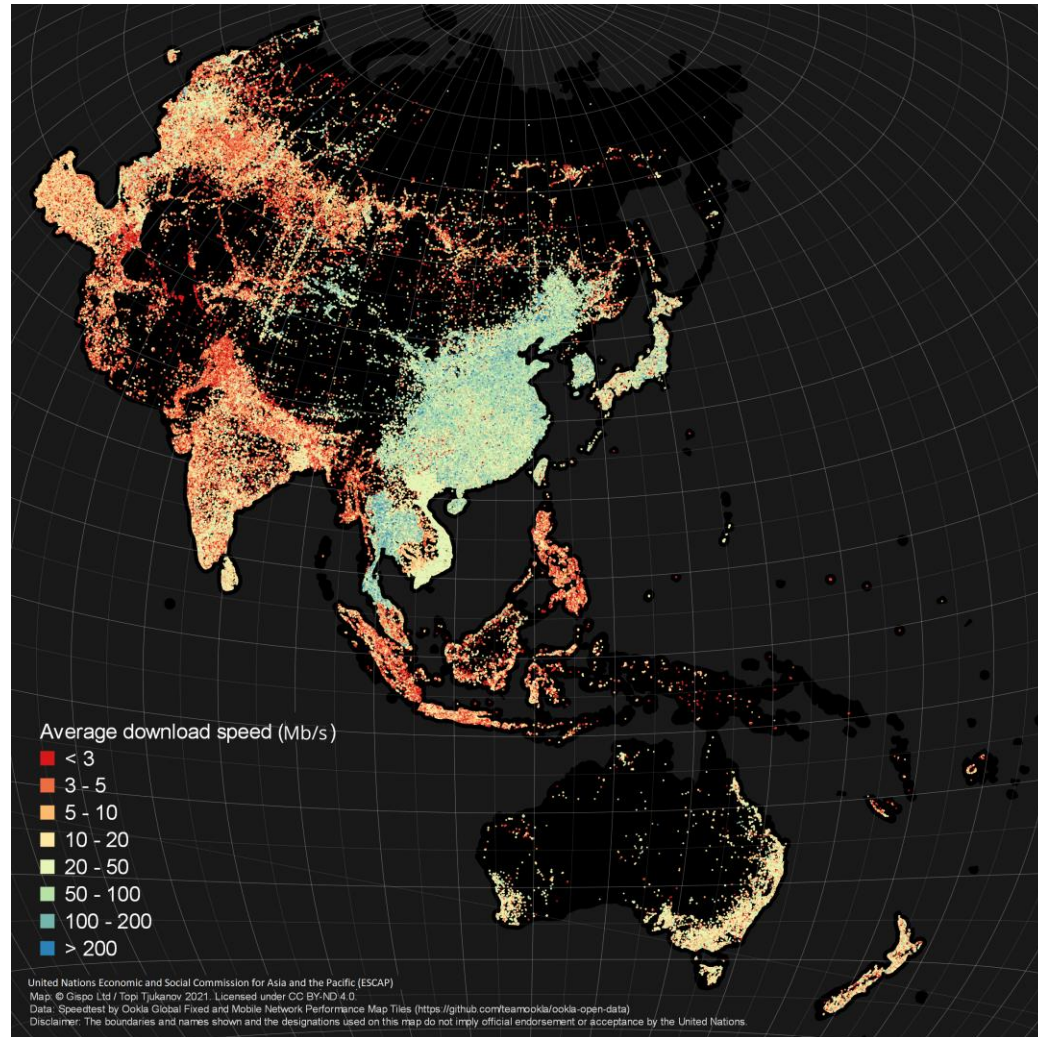 Average download speed (Mb/s)
< 3
3 - 5
5 - 10
10 - 20
20 - 50
50 - 100
100 - 200
> 200
United Nations Economic and Social Commission for Asia and the Pacific (ESCAP)
Map: © Gispo Ltd / Topi Tjukanov 2021. Licensed under CC BY-ND 4.0.
Data: Speedtest by Ookla Global Fixed and Mobile Network Performance Map Tiles (https://github.com/teamookla/ookla-open-data)
Disclaimer: The boundaries and names shown and the designations used on this map do not imply official endorsement or acceptance by the United Nations.